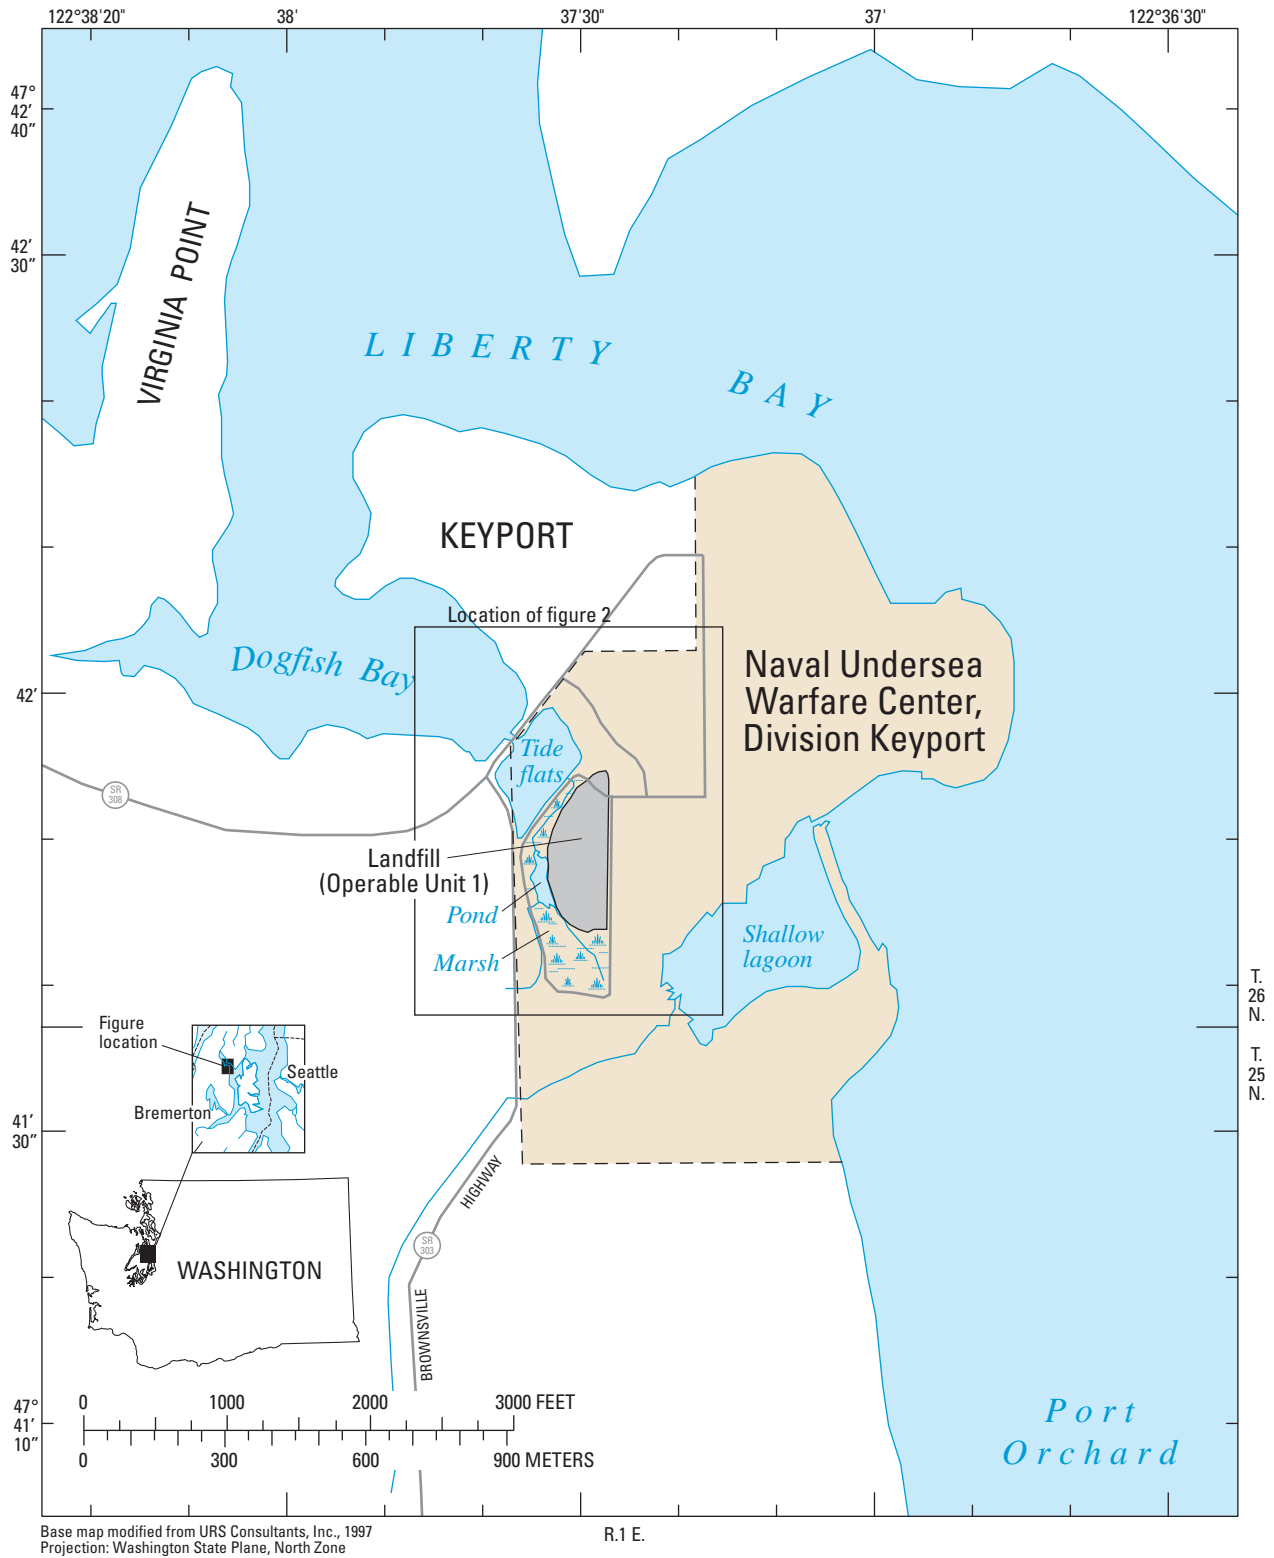 122°38'20" 38' 37'30" 37' 122°36'30"
47°
42'
40"
42'
30"
VIRGINIA POINT
LIBERTY
BAY
KEYPORT
Location of figure 2
Dogfish Bay
Naval Undersea
Warfare Center,
Division Keyport
42'
Tide
flats
SR
308
Landfill
(Operable Unit 1)
Pond
Marsh
Shallow
lagoon
T.
26
N.
T.
25
N.
Figure
location
Seattle
Bremerton
41'
30"
HIGHWAY
SR
303
WASHINGTON
BROWNSVILLE
0 1000 2000 3000 FEET
0 300 600 900 METERS
47°
41'
10"
Port
Orchard
Base map modified from URS Consultants, Inc., 1997
Projection: Washington State Plane, North Zone
R.1 E.